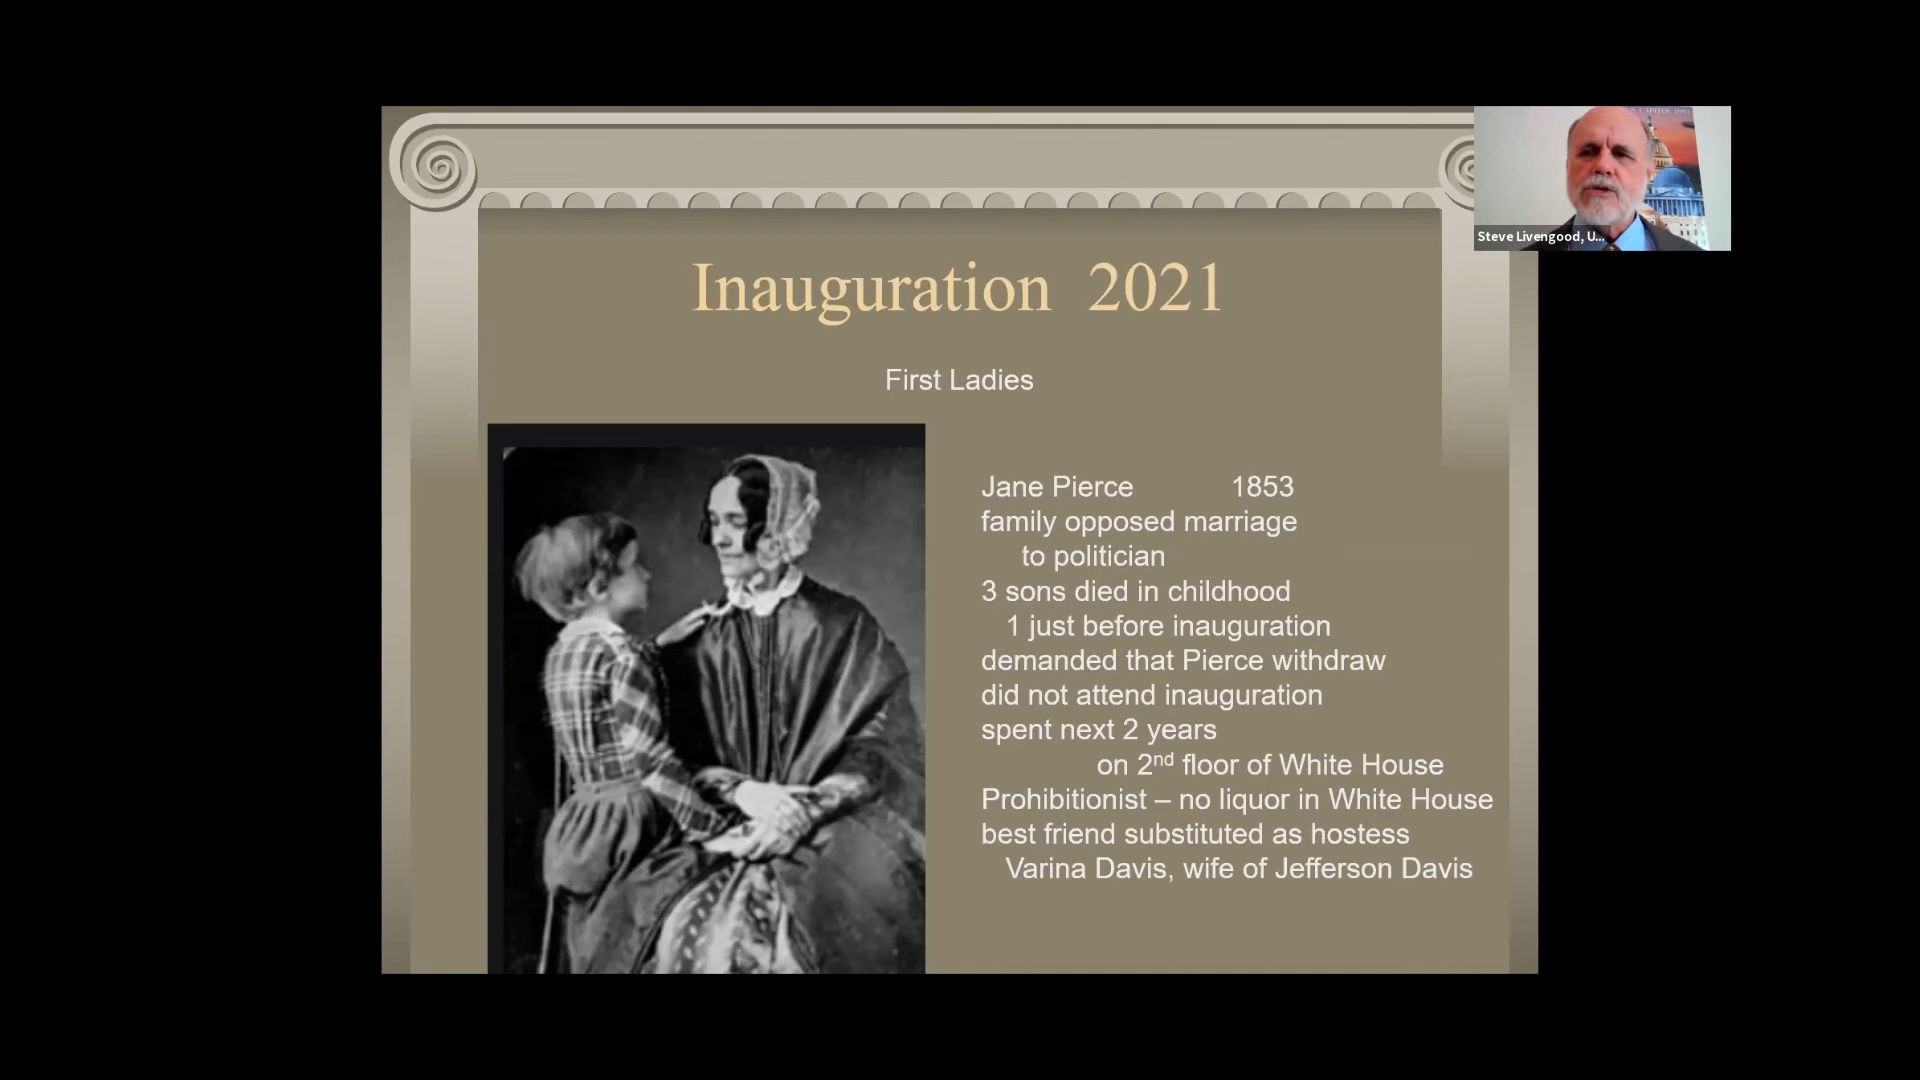 Inauguration 2021
First Ladies
Jane Pierce 1853
family opposed marriage
to politician
3 sons died in childhood
1 just before inauguration
demanded that Pierce withdraw
did not attend inauguration
spent next 2 years
on 2nd floor of White House
Prohibitionist – no liquor in White House
best friend substituted as hostess
Varina Davis, wife of Jefferson Davis
Steve Livengood, U...